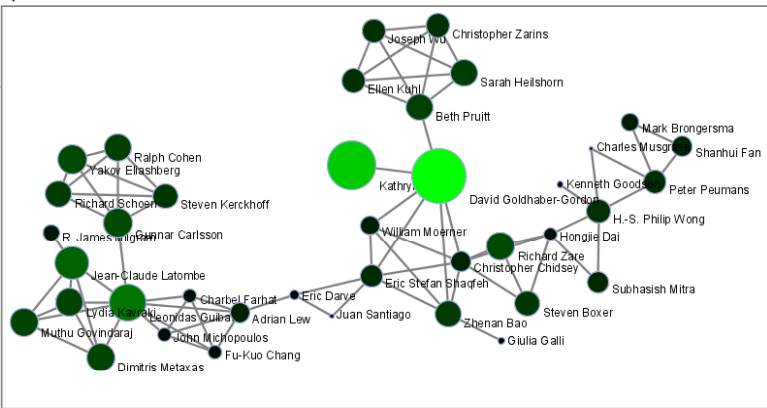 Joseph Wu
Christopher Zarins
Ellen Kuhl
Sarah Heilshorn
Beth Pruitt
Mark Brongersma
Charles Musgrave
Shanhui Fan
Ralph Cohen
Yakov Eliashberg
Kathryn
Kenneth Goodson
Peter Peumans
Richard Schoen
Steven Kerckhoff
David Goldhaber-Gordon
H.-S. Philip Wong
Gunnar Carlsson
R. James Milgram
William Moerner
Hongjie Dai
Richard Zare
Christopher Chidsey
Jean-Claude Latombe
Eric Stefan Shaqfeh
Subhasish Mitra
Charbel Farhat
Eric Darve
Lydia Kavraki
Leonidas Guibas
Adrian Lew
Juan Santiago
Steven Boxer
Zhenan Bao
Muthu Govindaraj
John Michopoulos
Giulia Galli
Fu-Kuo Chang
Dimitris Metaxas